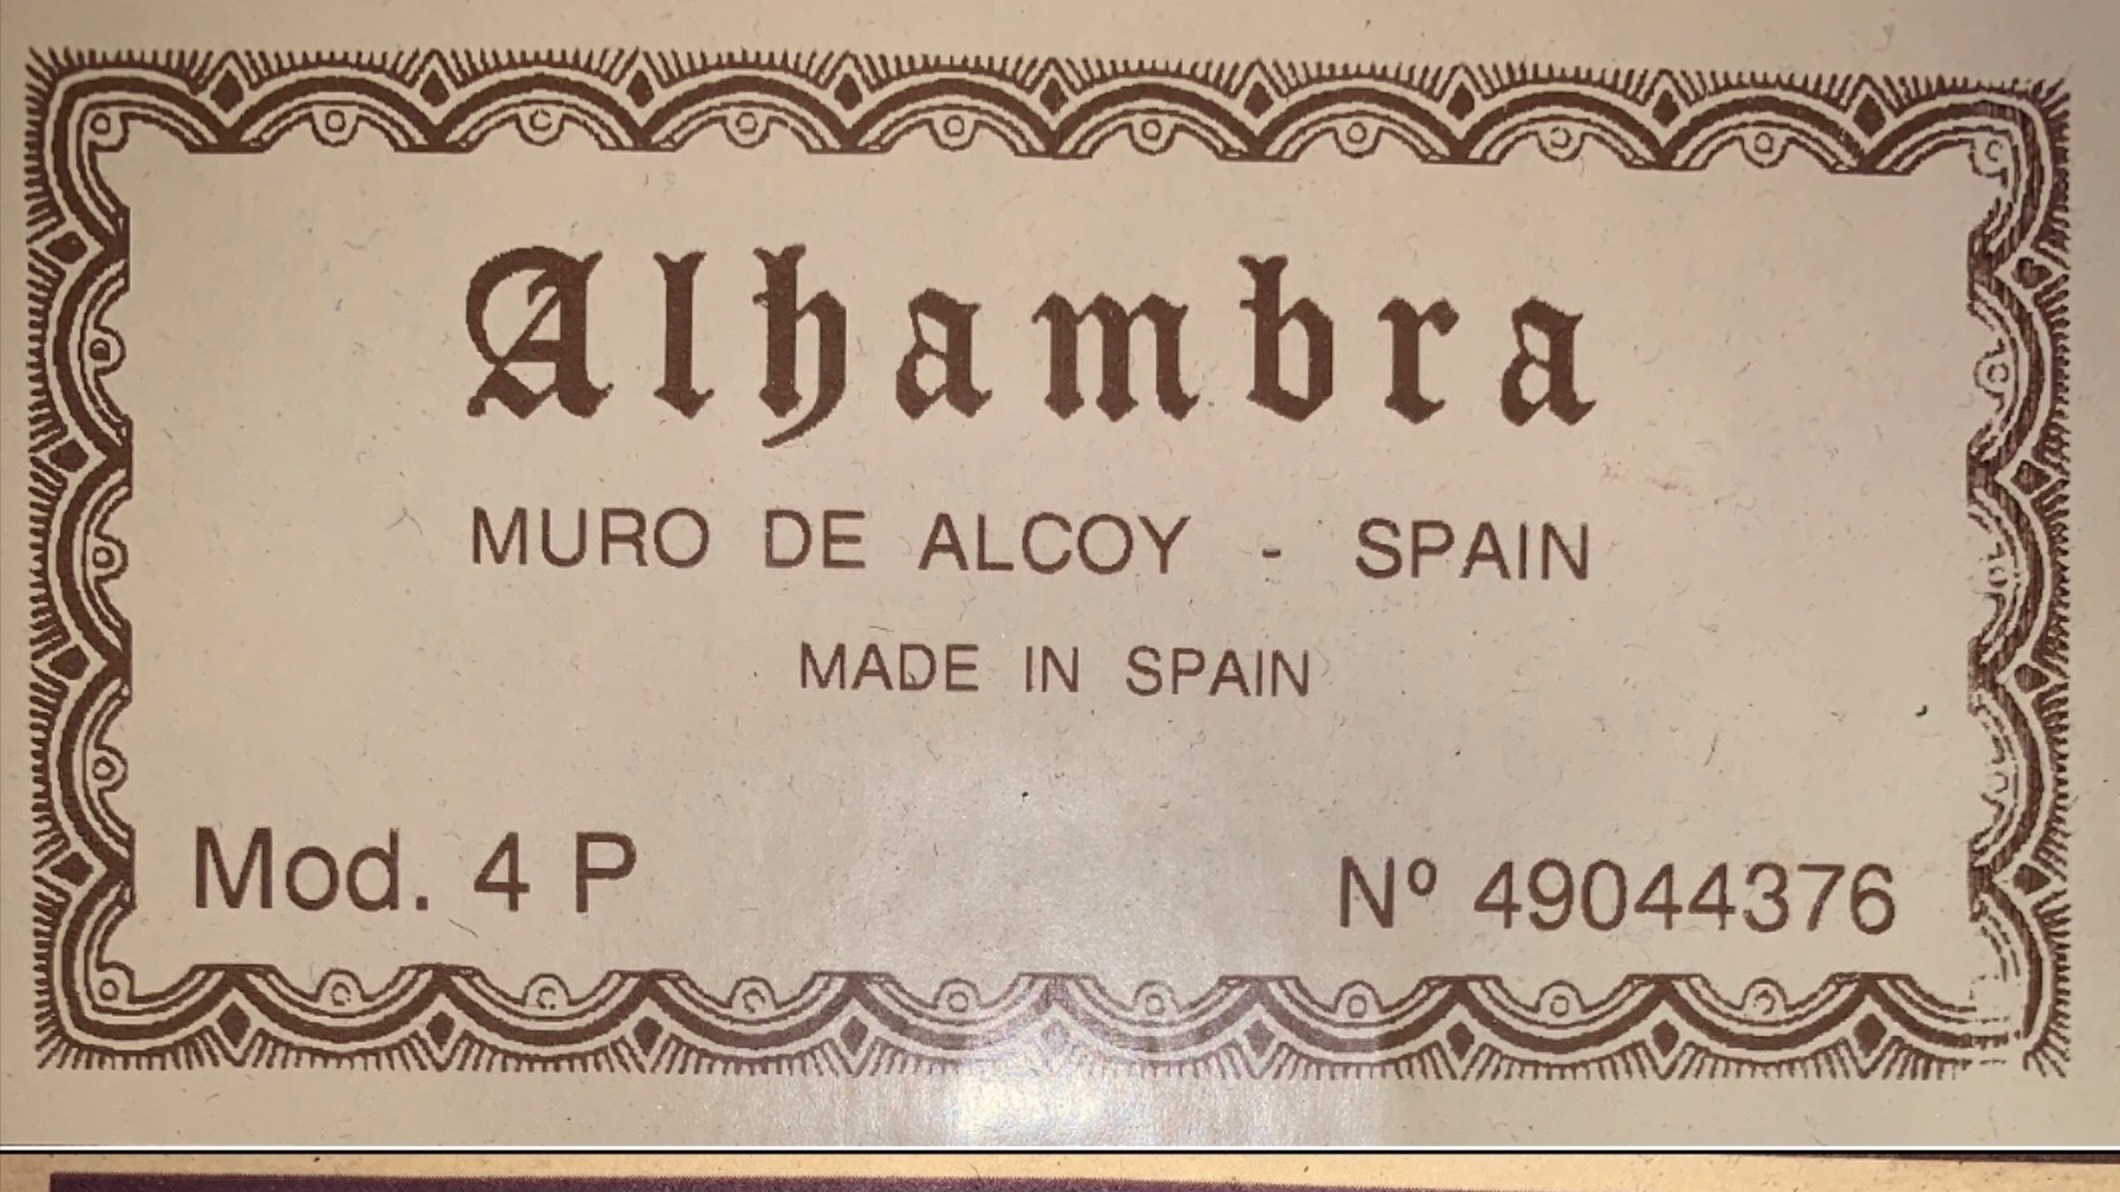 Alhambra
MURO DE ALCOY - SPAIN
MADE IN SPAIN
Mod. 4 P
Nº 49044376